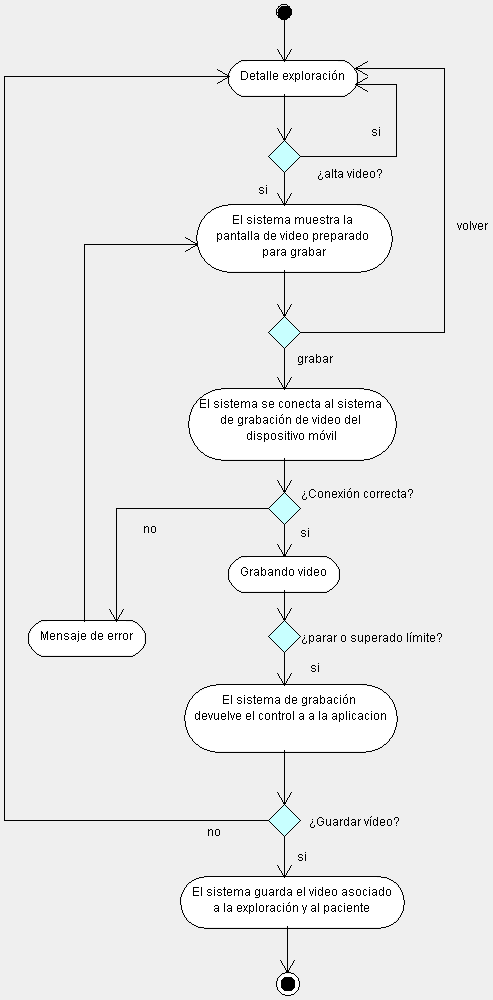 Detalle exploración
si
¿alta video?
si
El sistema muestra la
pantalla de video preparado
para grabar
volver
grabar
El sistema se conecta al sistema
de grabación de video del
dispositivo móvil
¿Conexión correcta?
no
si
Grabando video
Mensaje de error
¿parar o superado límite?
si
El sistema de grabación
devuelve el control a a la aplicacion
¿Guardar vídeo?
no
si
El sistema guarda el video asociado
a la exploración y al paciente